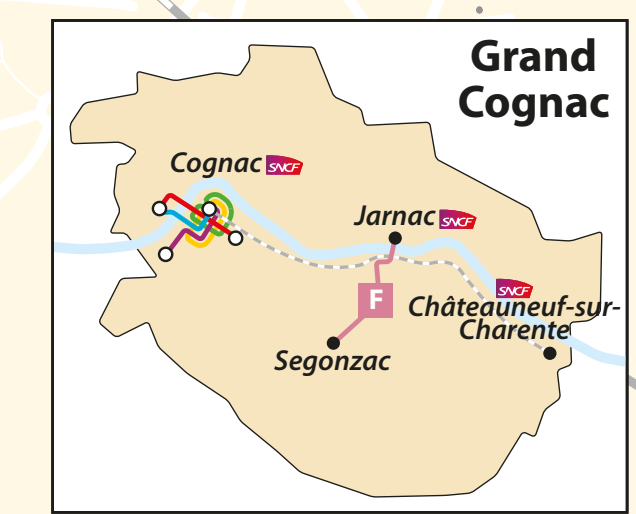 Grand
Cognac
Cognac SNCF
Jarnac SNCF
SNCF
Châteauneuf-sur-
Charente
F
Segonzac